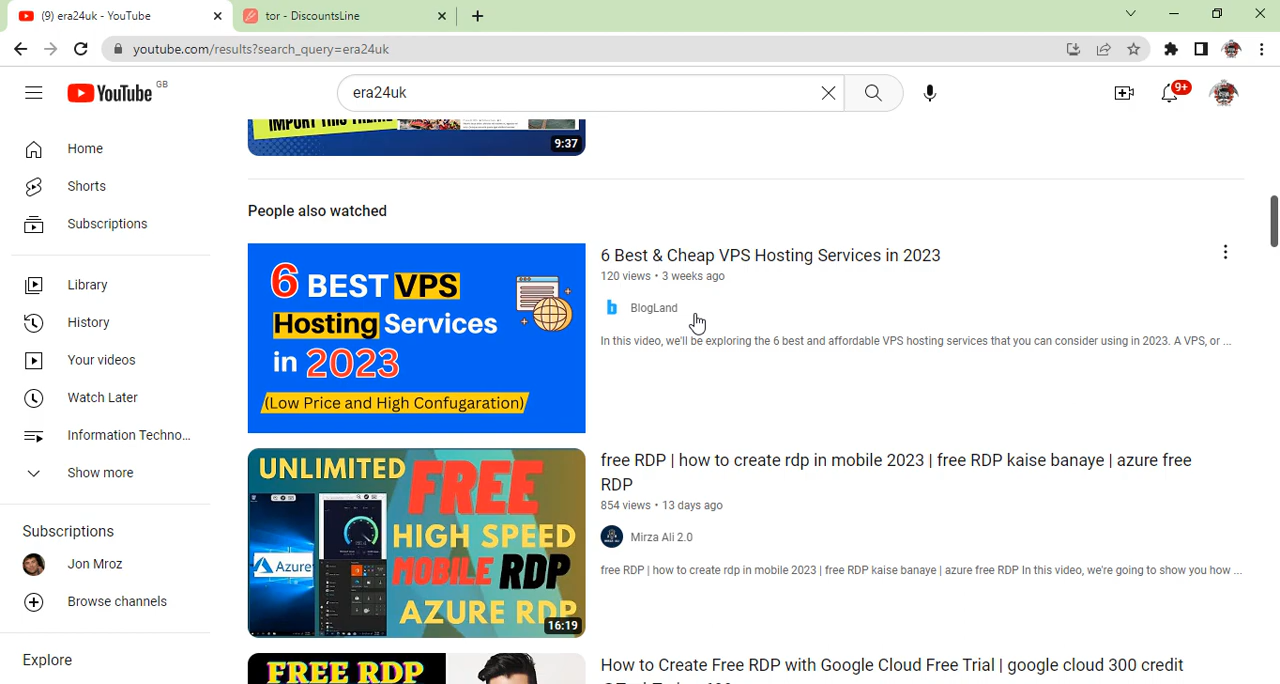 (9) era24uk - YouTube
tor - DiscountsLine
youtube.com/results?search_query=era24uk
YouTube GB
era24uk
9+
Home
Shorts
Subscriptions
Library
History
Your videos
Watch Later
Information Techno...
Show more
Subscriptions
Jon Mroz
Browse channels
Explore
IMPORT THIS THEME
9:37
People also watched
6 BEST VPS
Hosting Services
in 2023
(Low Price and High Confugaration)
6 Best & Cheap VPS Hosting Services in 2023
120 views • 3 weeks ago
BlogLand
In this video, we'll be exploring the 6 best and affordable VPS hosting services that you can consider using in 2023. A VPS, or ...
UNLIMITED FREE
HIGH SPEED
MOBILE RDP
AZURE RDP
Azure
16:19
free RDP | how to create rdp in mobile 2023 | free RDP kaise banaye | azure free
RDP
854 views • 13 days ago
Mirza Ali 2.0
free RDP | how to create rdp in mobile 2023 | free RDP kaise banaye | azure free RDP In this video, we're going to show you how ...
FREE RDP
How to Create Free RDP with Google Cloud Free Trial | google cloud 300 credit